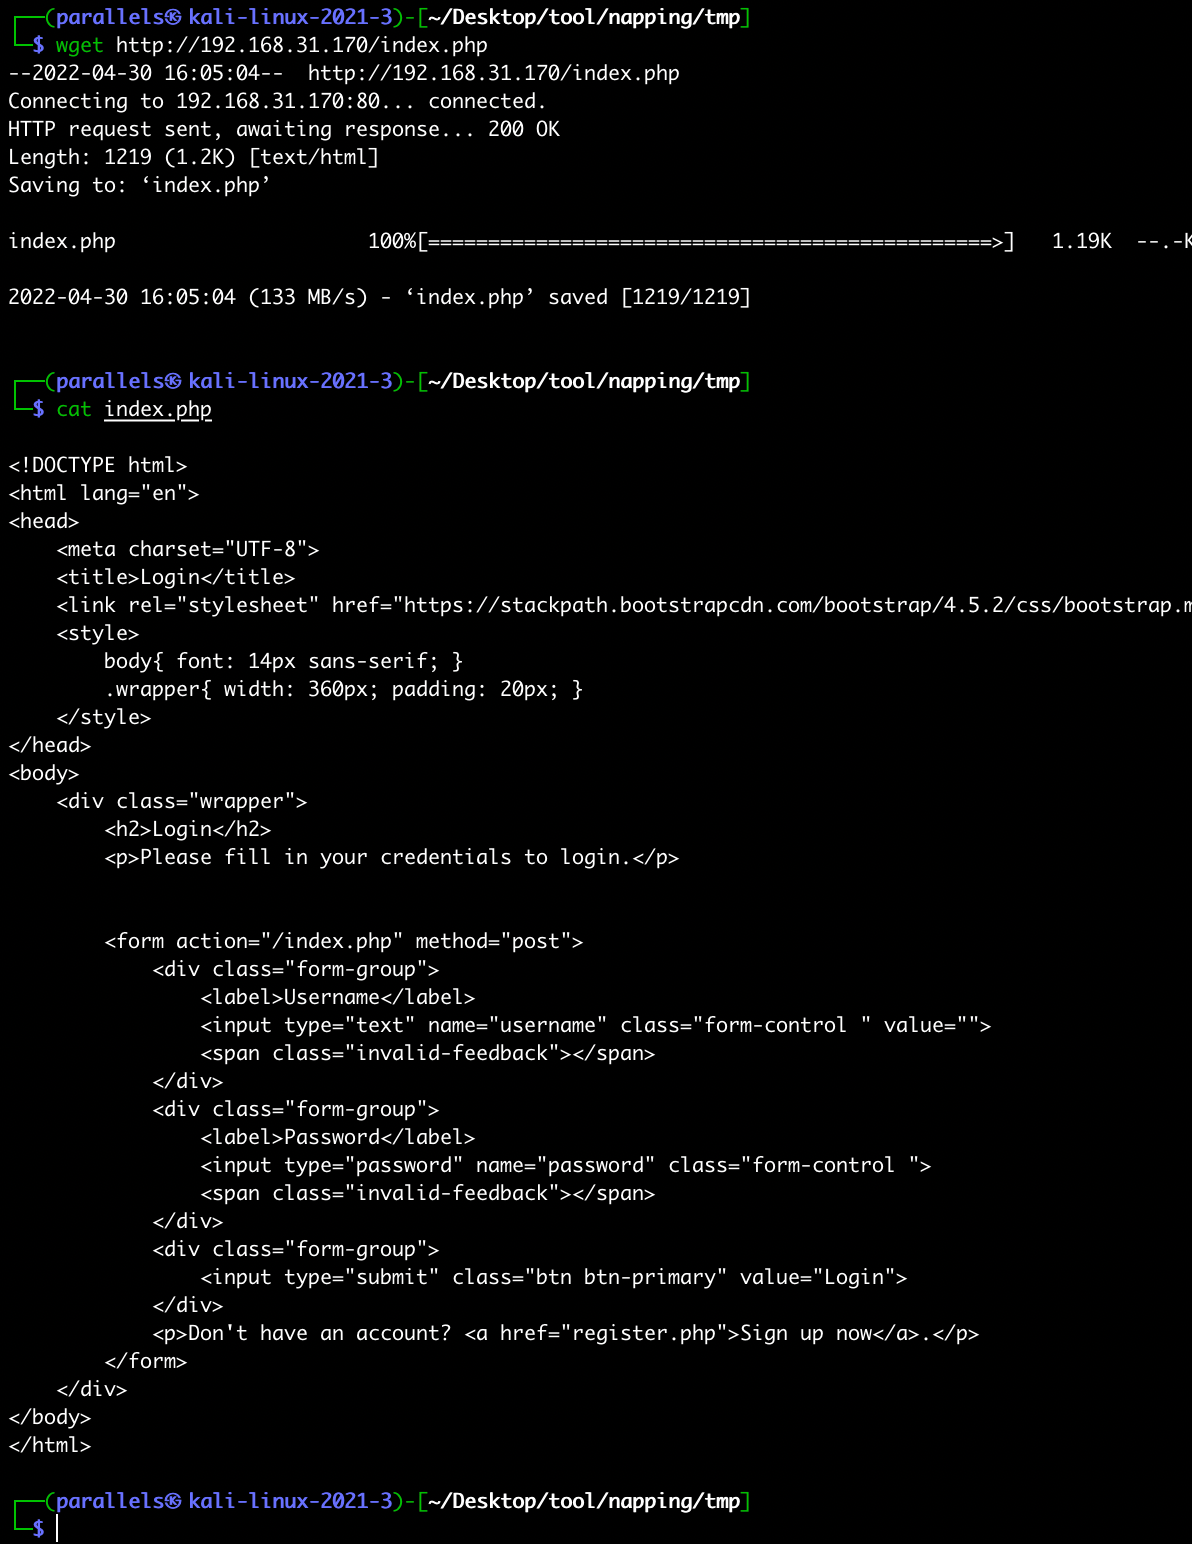 ┌──(parallels㉿kali-linux-2021-3)-[~/Desktop/tool/napping/tmp]
└─$ wget http://192.168.31.170/index.php
--2022-04-30 16:05:04--  http://192.168.31.170/index.php
Connecting to 192.168.31.170:80... connected.
HTTP request sent, awaiting response... 200 OK
Length: 1219 (1.2K) [text/html]
Saving to: ‘index.php’
index.php                     100%[===============================================>]   1.19K  --.-K
2022-04-30 16:05:04 (133 MB/s) - ‘index.php’ saved [1219/1219]
┌──(parallels㉿kali-linux-2021-3)-[~/Desktop/tool/napping/tmp]
└─$ cat index.php
<!DOCTYPE html>
<html lang="en">
<head>
    <meta charset="UTF-8">
    <title>Login</title>
    <link rel="stylesheet" href="https://stackpath.bootstrapcdn.com/bootstrap/4.5.2/css/bootstrap.m
    <style>
        body{ font: 14px sans-serif; }
        .wrapper{ width: 360px; padding: 20px; }
    </style>
</head>
<body>
    <div class="wrapper">
        <h2>Login</h2>
        <p>Please fill in your credentials to login.</p>
        <form action="/index.php" method="post">
            <div class="form-group">
                <label>Username</label>
                <input type="text" name="username" class="form-control " value="">
                <span class="invalid-feedback"></span>
            </div>
            <div class="form-group">
                <label>Password</label>
                <input type="password" name="password" class="form-control ">
                <span class="invalid-feedback"></span>
            </div>
            <div class="form-group">
                <input type="submit" class="btn btn-primary" value="Login">
            </div>
            <p>Don't have an account? <a href="register.php">Sign up now</a>.</p>
        </form>
    </div>
</body>
</html>
┌──(parallels㉿kali-linux-2021-3)-[~/Desktop/tool/napping/tmp]
└─$